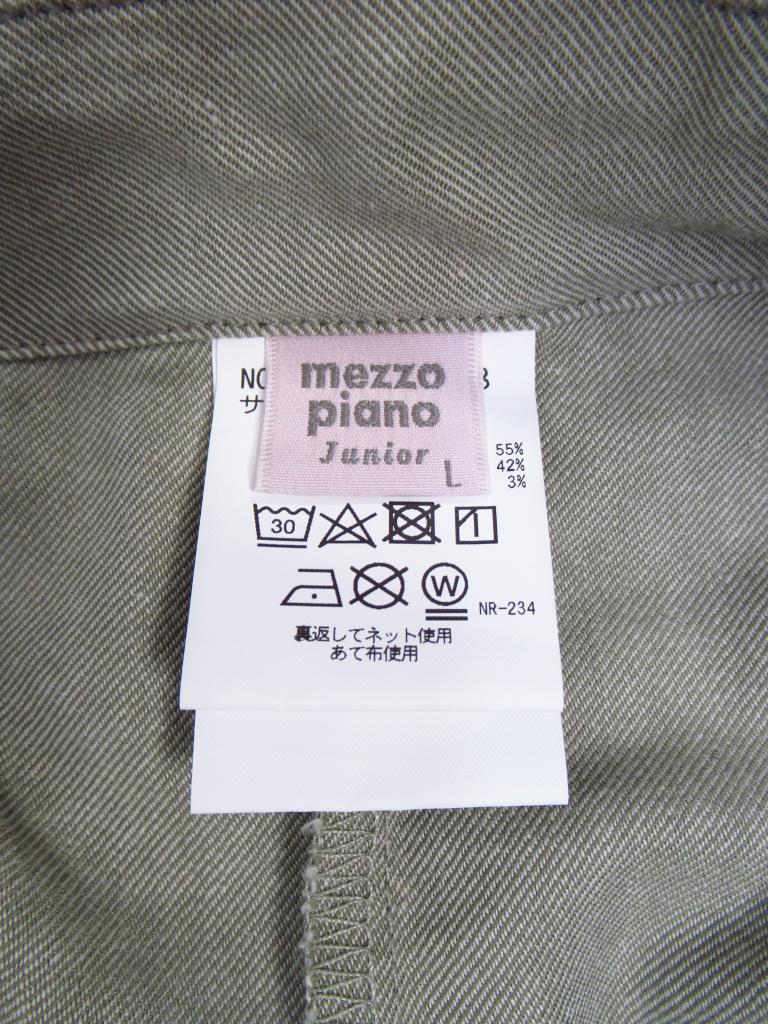 mezzo
piano
Junior
L
55%
42%
3%
30
W
NR-234
裏返してネット使用
あて布使用